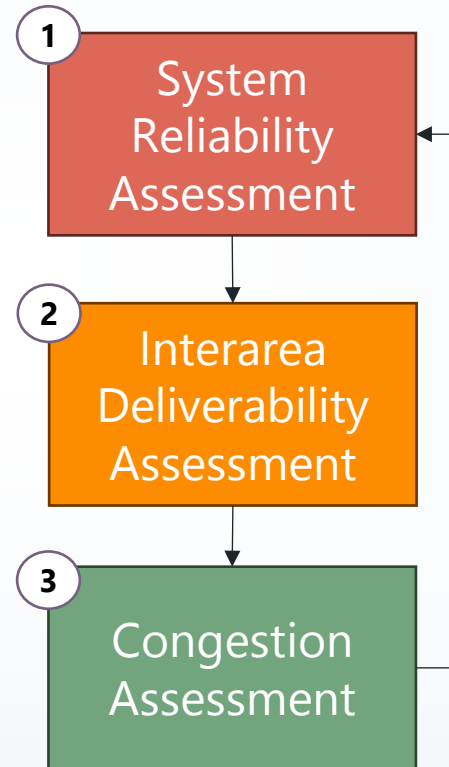 1
System
Reliability
Assessment
2
Interarea
Deliverability
Assessment
3
Congestion
Assessment